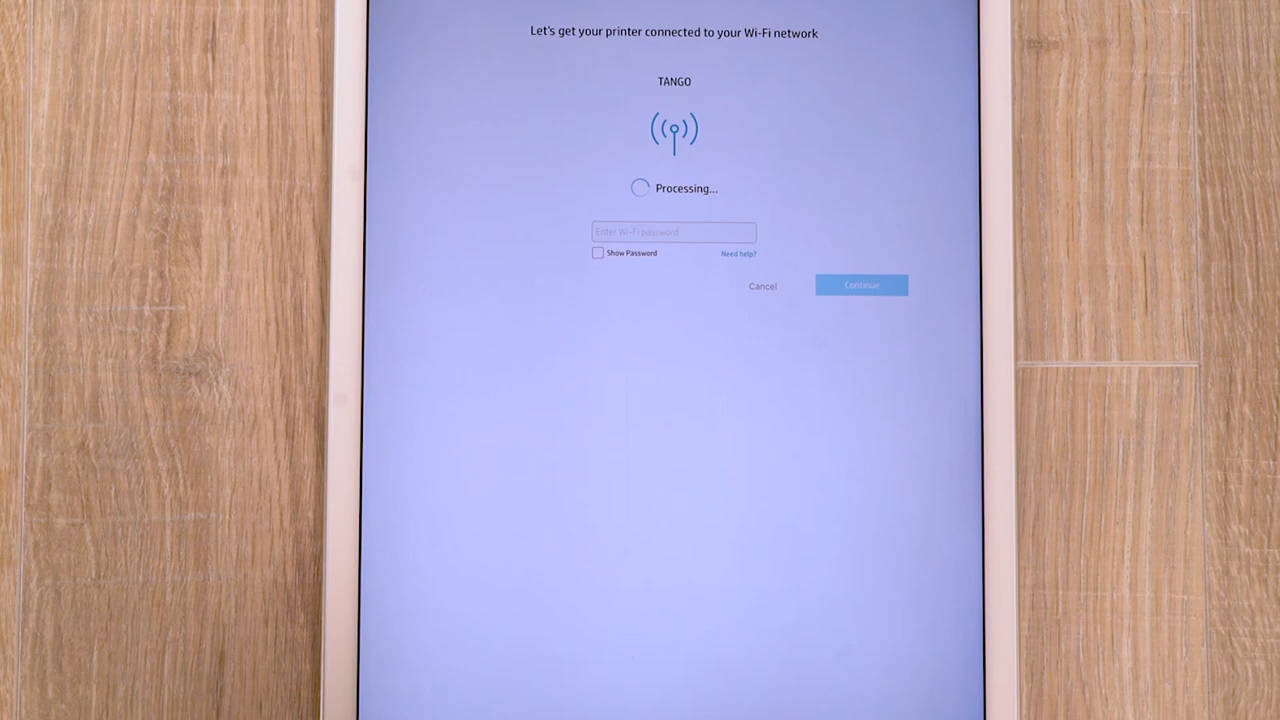 Let's get your printer connected to your Wi-Fi network
TANGO
Processing...
Enter Wi-Fi password
Show Password
Need help?
Cancel
Continue